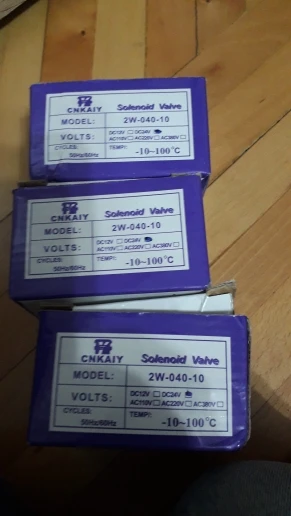 CNKAIY Solenoid Valve
MODEL: 2W-040-10
VOLTS: DC12V □ DC24V ■
AC110V □ AC220V □ AC380V □
CYCLES: 50Hz/60Hz TEMP: -10~100°C
CNKAIY Solenoid Valve
MODEL: 2W-040-10
VOLTS: DC12V □ DC24V ■
AC110V □ AC220V □ AC380V □
CYCLES: 50Hz/60Hz TEMP: -10~100°C
CNKAIY Solenoid Valve
MODEL: 2W-040-10
VOLTS: DC12V □ DC24V ■
AC110V □ AC220V □ AC380V □
CYCLES: 50Hz/60Hz TEMP: -10~100°C